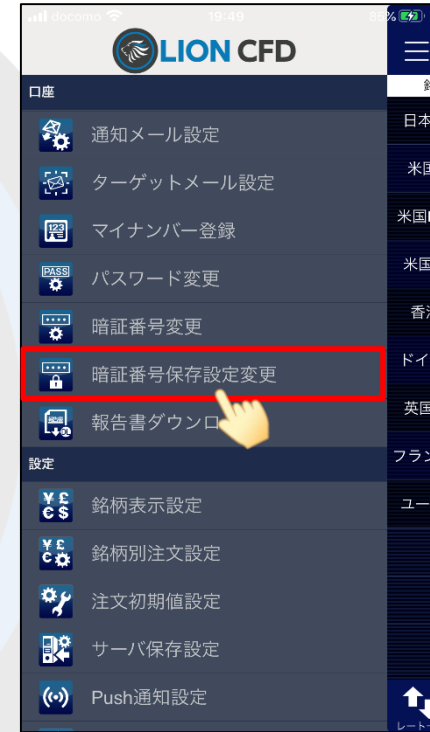 docomo 19:49
LION CFD
口座
通知メール設定
ターゲットメール設定
マイナンバー登録
パスワード変更
暗証番号変更
暗証番号保存設定変更
報告書ダウンロ
設定
銘柄表示設定
銘柄別注文設定
注文初期値設定
サーバ保存設定
Push通知設定
日本
米国
米国
米国
香港
ドイ
英国
フラン
ユー
レート